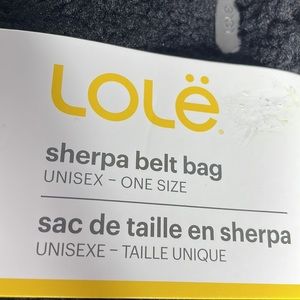 LOLË
sherpa belt bag
UNISEX – ONE SIZE
sac de taille en sherpa
UNISEXE – TAILLE UNIQUE